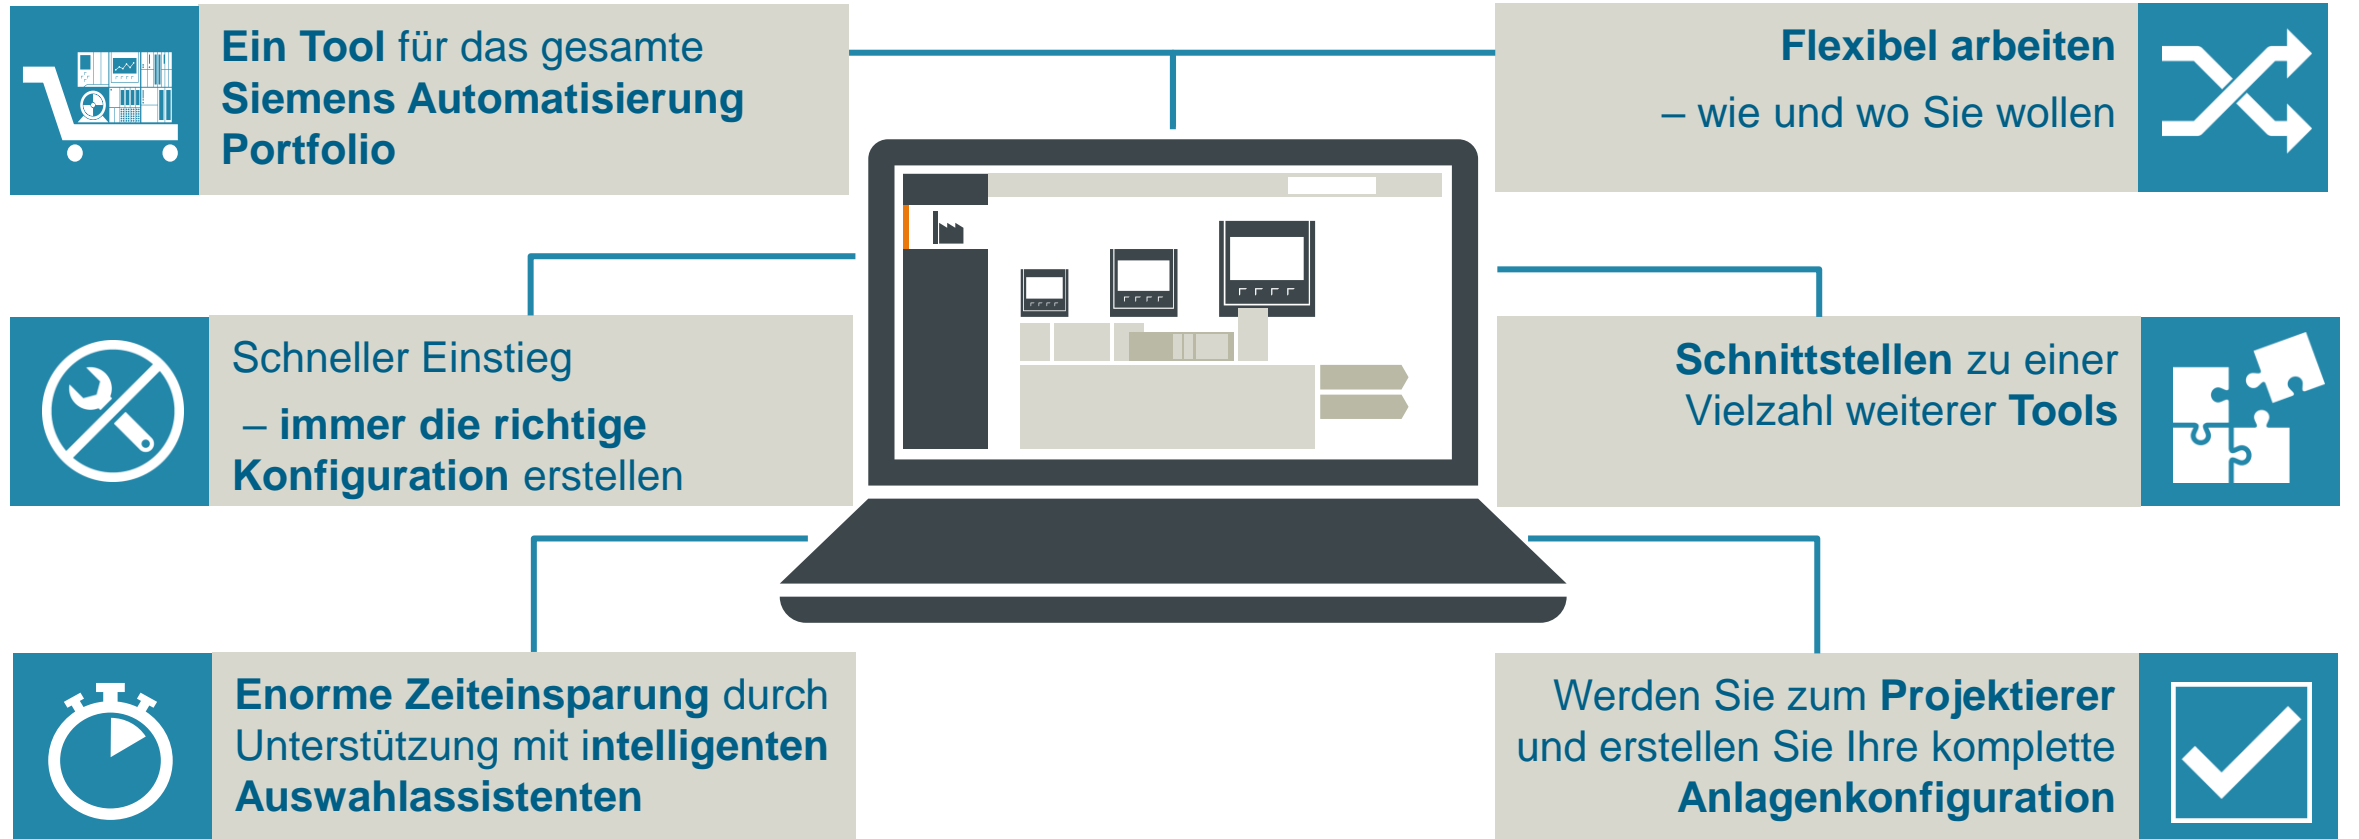 Ein Tool für das gesamte
Siemens Automatisierung
Portfolio
Flexibel arbeiten
– wie und wo Sie wollen
Schneller Einstieg
– immer die richtige
Konfiguration erstellen
Schnittstellen zu einer
Vielzahl weiterer Tools
Enorme Zeiteinsparung durch
Unterstützung mit intelligenten
Auswahlassistenten
Werden Sie zum Projektierer
und erstellen Sie Ihre komplette
Anlagenkonfiguration